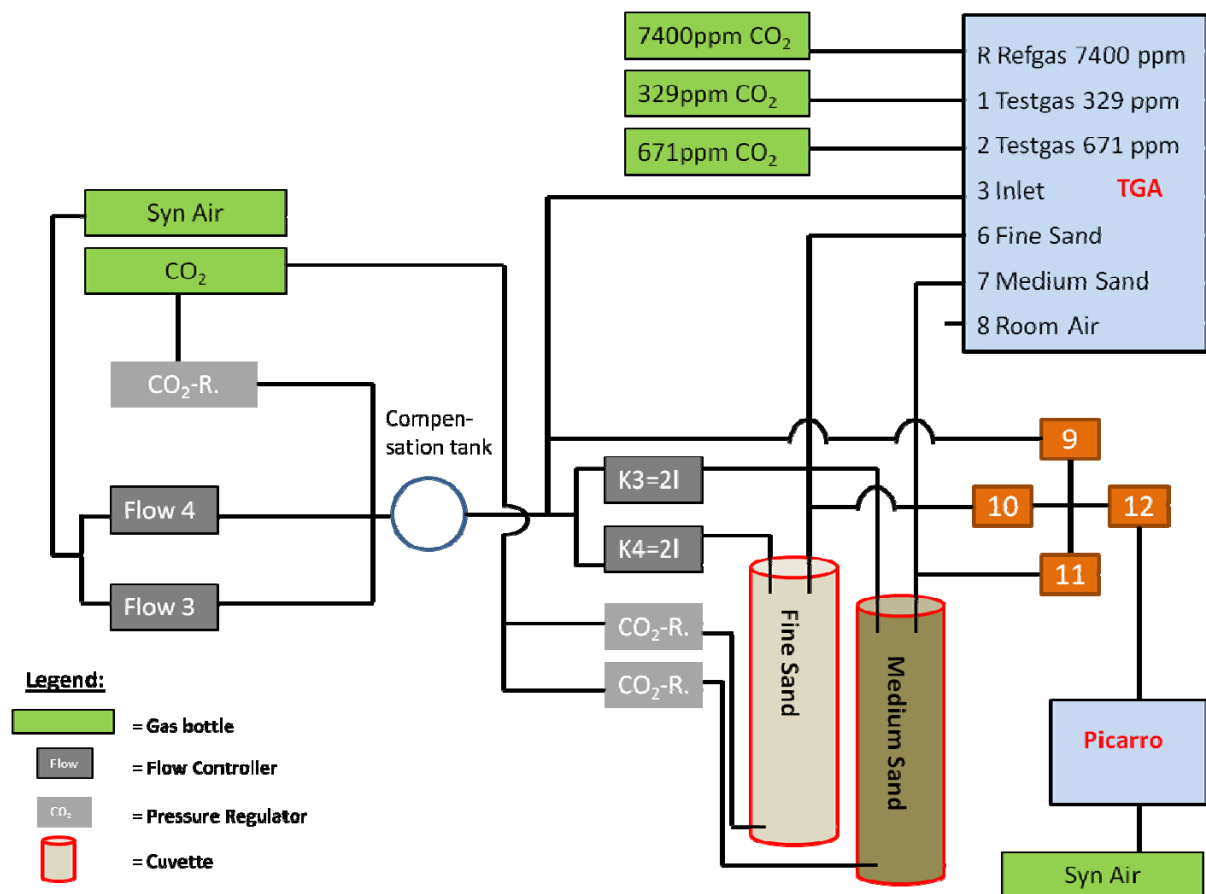 7400ppm CO₂
329ppm CO₂
671ppm CO₂
R Refgas 7400 ppm
1 Testgas 329 ppm
2 Testgas 671 ppm
3 Inlet
TGA
6 Fine Sand
7 Medium Sand
8 Room Air
Syn Air
CO₂
CO₂-R.
Compen-
sation tank
Flow 4
Flow 3
K3=2l
K4=2l
CO₂-R.
CO₂-R.
Fine Sand
Medium Sand
9
10
12
11
Picarro
Syn Air
Legend:
= Gas bottle
Flow
= Flow Controller
CO₂
= Pressure Regulator
= Cuvette